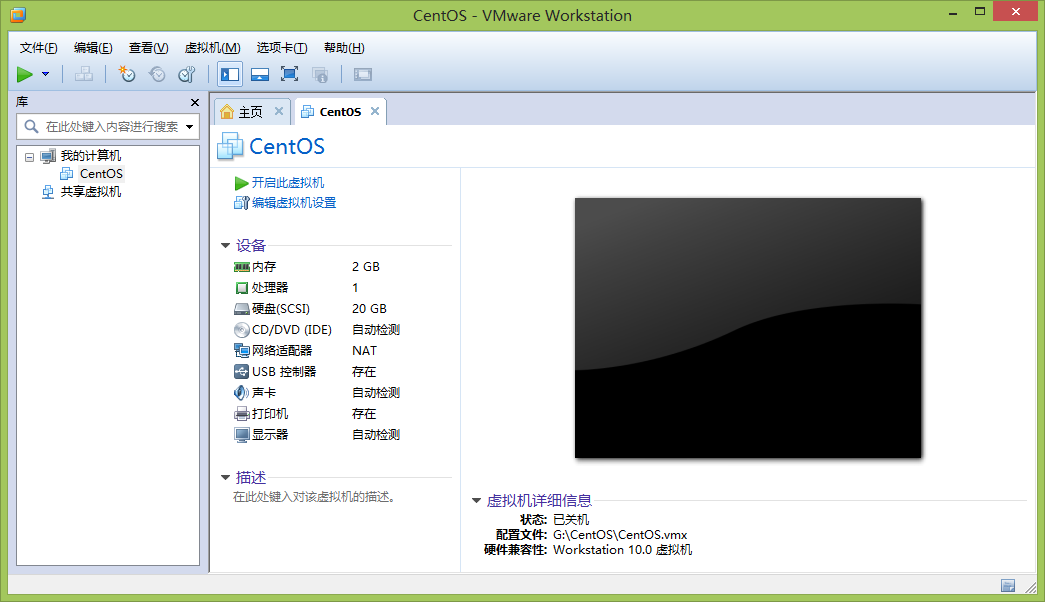 CentOS - VMware Workstation
文件(F) 编辑(E) 查看(V) 虚拟机(M) 选项卡(T) 帮助(H)
库
在此处键入内容进行搜索
我的计算机
CentOS
共享虚拟机
主页 CentOS
CentOS
开启此虚拟机
编辑虚拟机设置
设备
内存 2 GB
处理器 1
硬盘(SCSI) 20 GB
CD/DVD (IDE) 自动检测
网络适配器 NAT
USB 控制器 存在
声卡 自动检测
打印机 存在
显示器 自动检测
描述
在此处键入对该虚拟机的描述。
虚拟机详细信息
状态: 已关机
配置文件: G:\CentOS\CentOS.vmx
硬件兼容性: Workstation 10.0 虚拟机